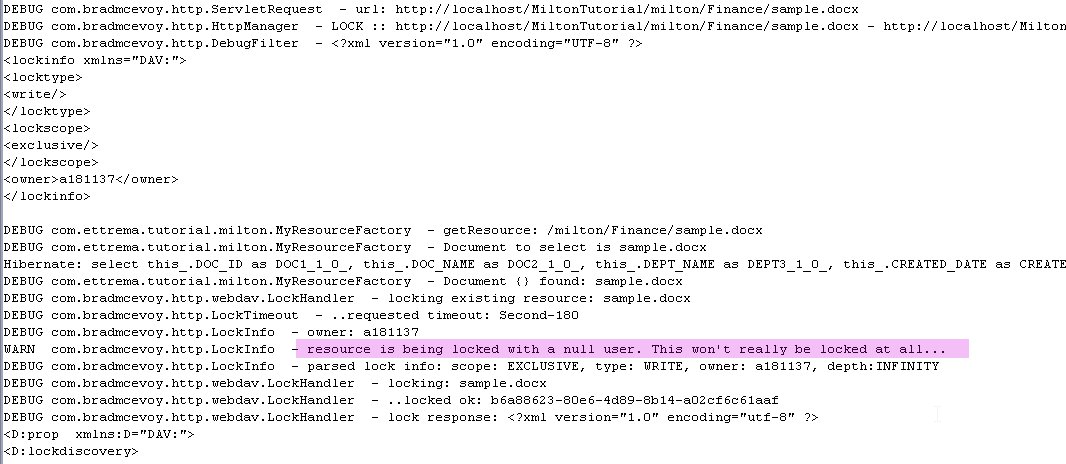 DEBUG com.bradmcevoy.http.ServletRequest  - url: http://localhost/MiltonTutorial/milton/Finance/sample.docx
DEBUG com.bradmcevoy.http.HttpManager  - LOCK :: http://localhost/MiltonTutorial/milton/Finance/sample.docx - http://localhost/Milton
DEBUG com.bradmcevoy.http.DebugFilter  - <?xml version="1.0" encoding="UTF-8" ?>
<lockinfo xmlns="DAV:">
<locktype>
<write/>
</locktype>
<lockscope>
<exclusive/>
</lockscope>
<owner>a181137</owner>
</lockinfo>
DEBUG com.ettrema.tutorial.milton.MyResourceFactory  - getResource: /milton/Finance/sample.docx
DEBUG com.ettrema.tutorial.milton.MyResourceFactory  - Document to select is sample.docx
Hibernate: select this_.DOC_ID as DOC1_1_0_, this_.DOC_NAME as DOC2_1_0_, this_.DEPT_NAME as DEPT3_1_0_, this_.CREATED_DATE as CREATE
DEBUG com.ettrema.tutorial.milton.MyResourceFactory  - Document {} found: sample.docx
DEBUG com.bradmcevoy.http.webdav.LockHandler  - locking existing resource: sample.docx
DEBUG com.bradmcevoy.http.LockTimeout  - ..requested timeout: Second-180
DEBUG com.bradmcevoy.http.LockInfo  - owner: a181137
WARN  com.bradmcevoy.http.LockInfo  - resource is being locked with a null user. This won't really be locked at all...
DEBUG com.bradmcevoy.http.LockInfo  - parsed lock info: scope: EXCLUSIVE, type: WRITE, owner: a181137, depth:INFINITY
DEBUG com.bradmcevoy.http.webdav.LockHandler  - locking: sample.docx
DEBUG com.bradmcevoy.http.webdav.LockHandler  - ..locked ok: b6a88623-80e6-4d89-8b14-a02cf6c61aaf
DEBUG com.bradmcevoy.http.webdav.LockHandler  - lock response: <?xml version="1.0" encoding="utf-8" ?>
<D:prop  xmlns:D="DAV:">
<D:lockdiscovery>